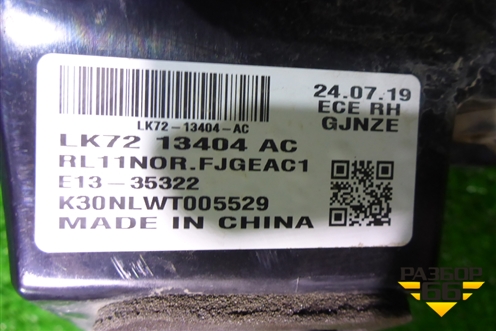 LK72-13404-AC
24.07.19
ECE RH
GJNZE
LK72 13404 AC
RL11NOR.FJGEAC1
E13-35322
K30NLWT005529
MADE IN CHINA
РАЗБОР
66